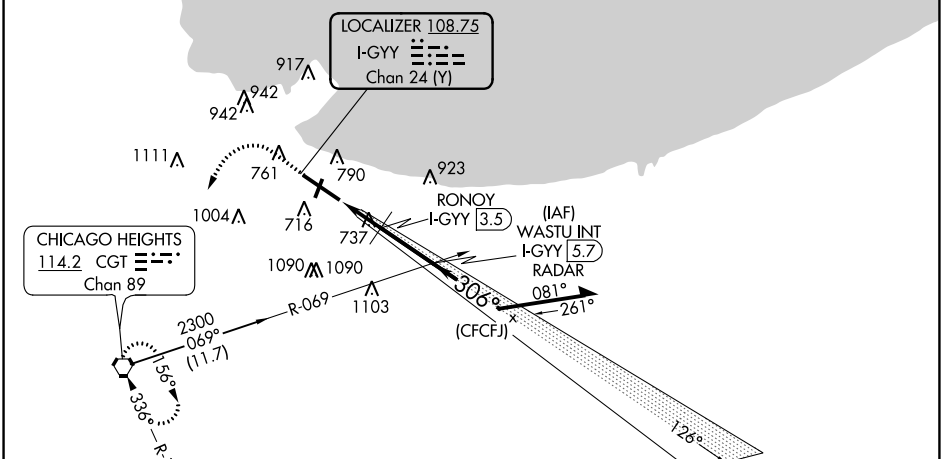 LOCALIZER 108.75
I-GYY
Chan 24 (Y)
917
942
942
1111
761
790
923
1004
716
737
RONOY
I-GYY 3.5
(IAF)
WASTU INT
I-GYY 5.7
RADAR
CHICAGO HEIGHTS
114.2 CGT
Chan 89
1090
1090
1103
R-069
306°
081°
261°
x
(CFCFJ)
2300
069°
(11.7)
156°
336°
R-
126°